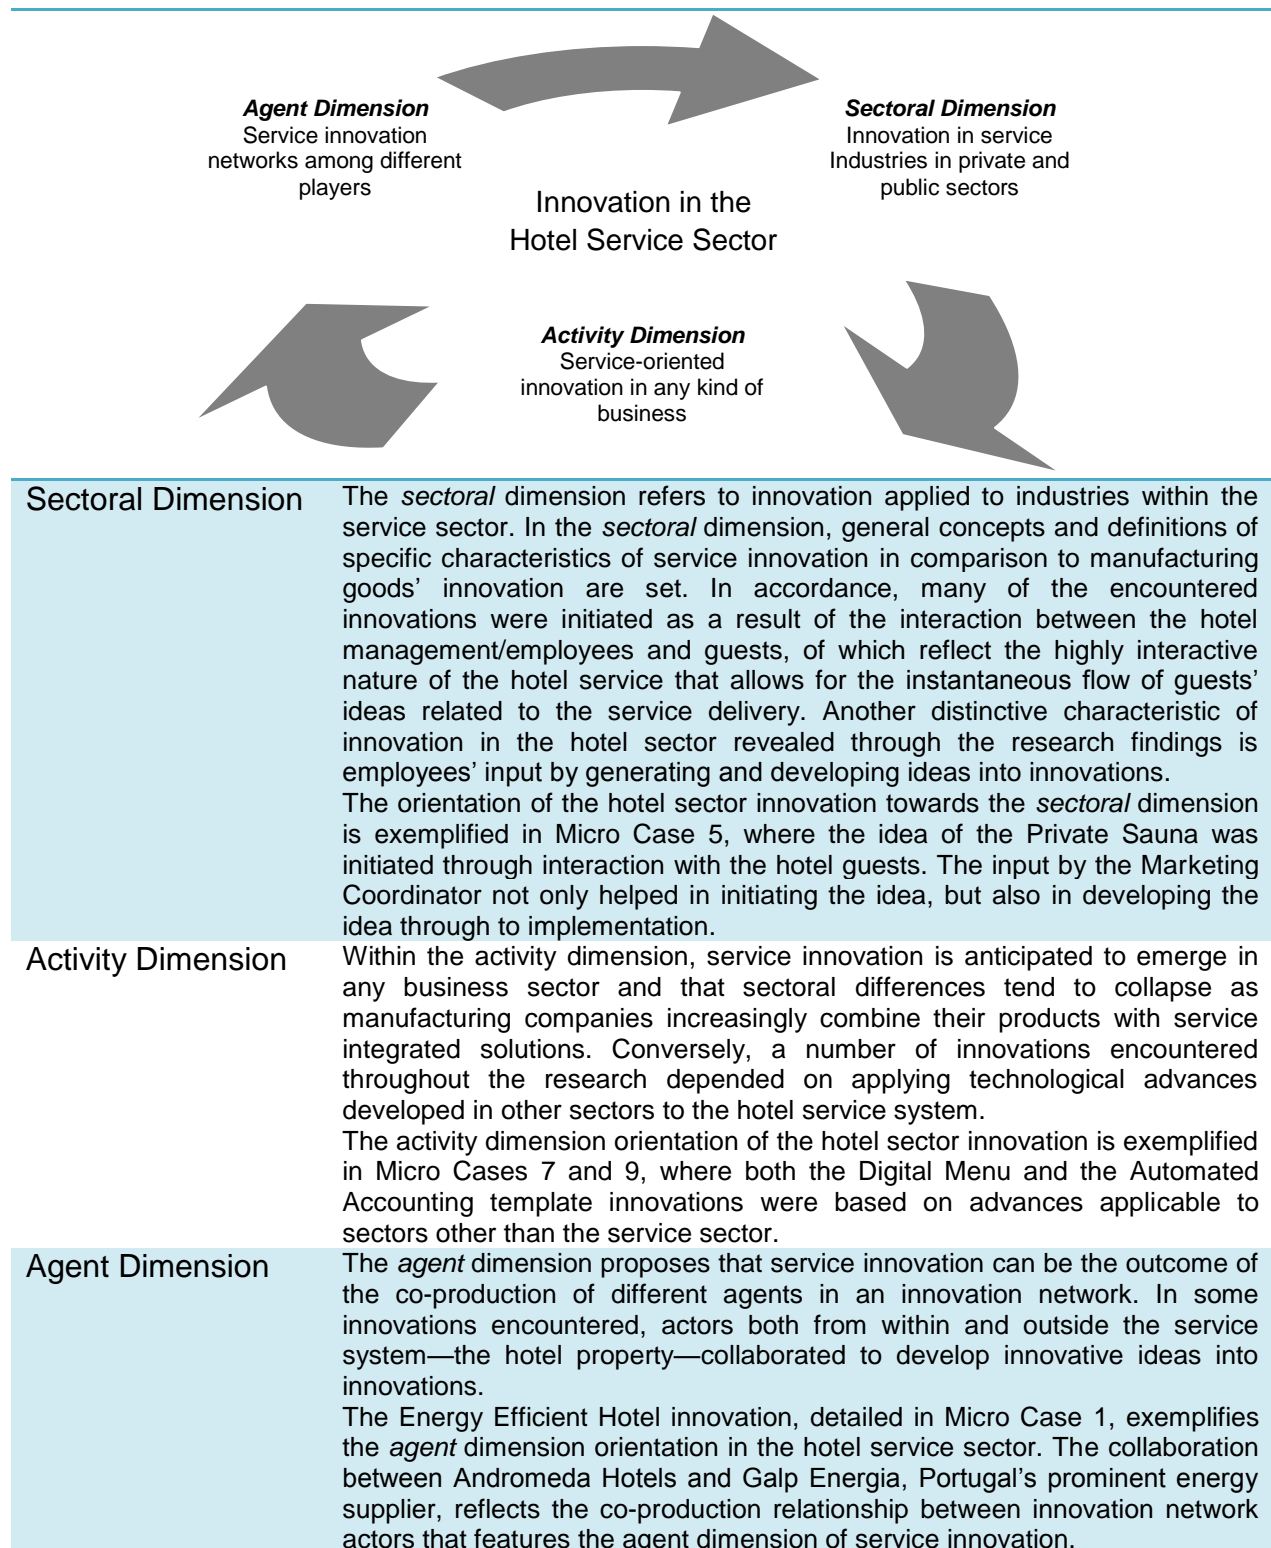 Agent Dimension
Service innovation
networks among different
players
Sectoral Dimension
Innovation in service
Industries in private and
public sectors
Innovation in the
Hotel Service Sector
Activity Dimension
Service-oriented
innovation in any kind of
business
Sectoral Dimension
The sectoral dimension refers to innovation applied to industries within the
service sector. In the sectoral dimension, general concepts and definitions of
specific characteristics of service innovation in comparison to manufacturing
goods’ innovation are set. In accordance, many of the encountered
innovations were initiated as a result of the interaction between the hotel
management/employees and guests, of which reflect the highly interactive
nature of the hotel service that allows for the instantaneous flow of guests’
ideas related to the service delivery. Another distinctive characteristic of
innovation in the hotel sector revealed through the research findings is
employees’ input by generating and developing ideas into innovations.
The orientation of the hotel sector innovation towards the sectoral dimension
is exemplified in Micro Case 5, where the idea of the Private Sauna was
initiated through interaction with the hotel guests. The input by the Marketing
Coordinator not only helped in initiating the idea, but also in developing the
idea through to implementation.
Activity Dimension
Within the activity dimension, service innovation is anticipated to emerge in
any business sector and that sectoral differences tend to collapse as
manufacturing companies increasingly combine their products with service
integrated solutions. Conversely, a number of innovations encountered
throughout the research depended on applying technological advances
developed in other sectors to the hotel service system.
The activity dimension orientation of the hotel sector innovation is exemplified
in Micro Cases 7 and 9, where both the Digital Menu and the Automated
Accounting template innovations were based on advances applicable to
sectors other than the service sector.
Agent Dimension
The agent dimension proposes that service innovation can be the outcome of
the co-production of different agents in an innovation network. In some
innovations encountered, actors both from within and outside the service
system—the hotel property—collaborated to develop innovative ideas into
innovations.
The Energy Efficient Hotel innovation, detailed in Micro Case 1, exemplifies
the agent dimension orientation in the hotel service sector. The collaboration
between Andromeda Hotels and Galp Energia, Portugal’s prominent energy
supplier, reflects the co-production relationship between innovation network
actors that features the agent dimension of service innovation.